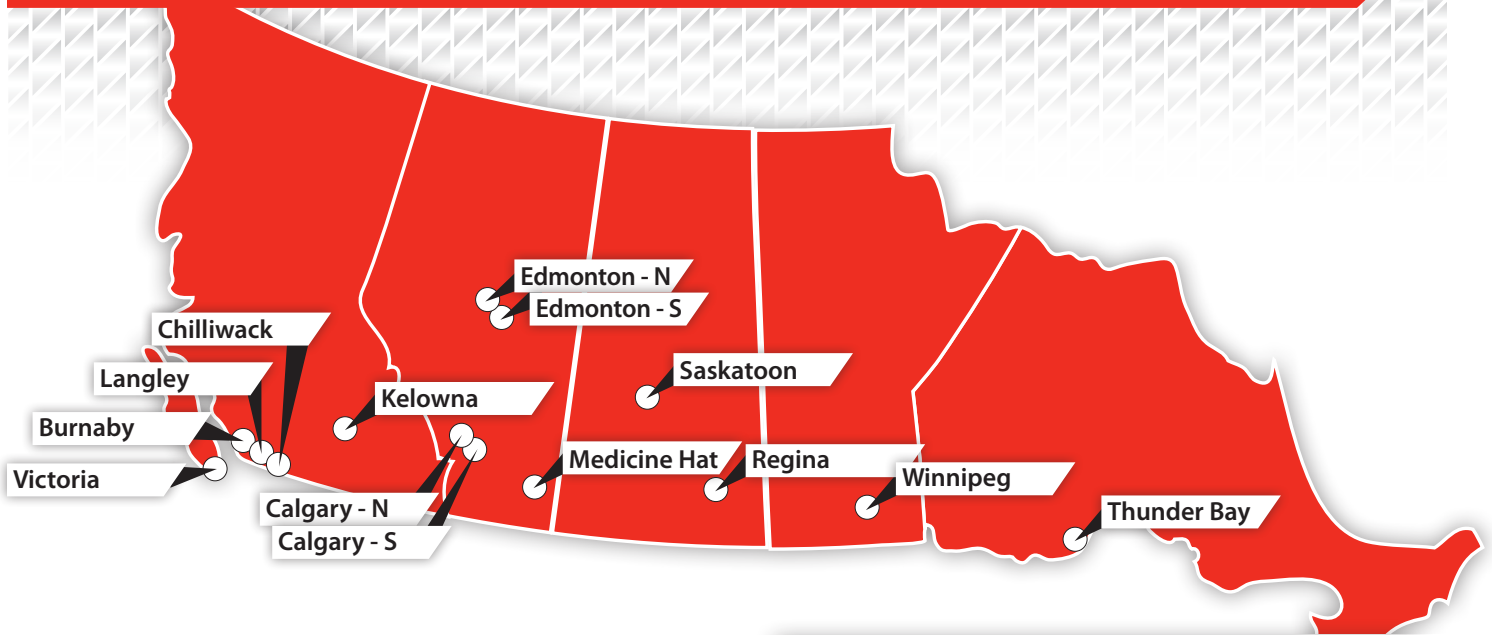 Edmonton - N
Edmonton - S
Chilliwack
Saskatoon
Langley
Kelowna
Burnaby
Medicine Hat
Regina
Victoria
Winnipeg
Calgary - N
Thunder Bay
Calgary - S